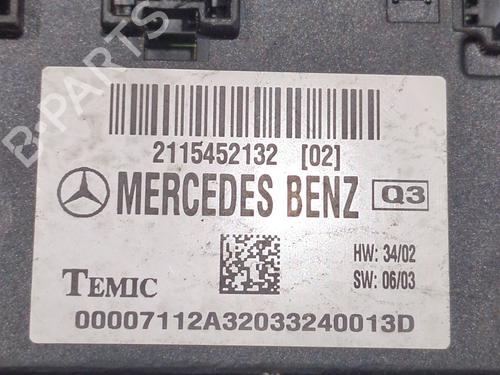 B-PARTS
2115452132 [02]
MERCEDES BENZ Q3
HW: 34/02
SW: 06/03
TEMIC
00007112A32033240013D